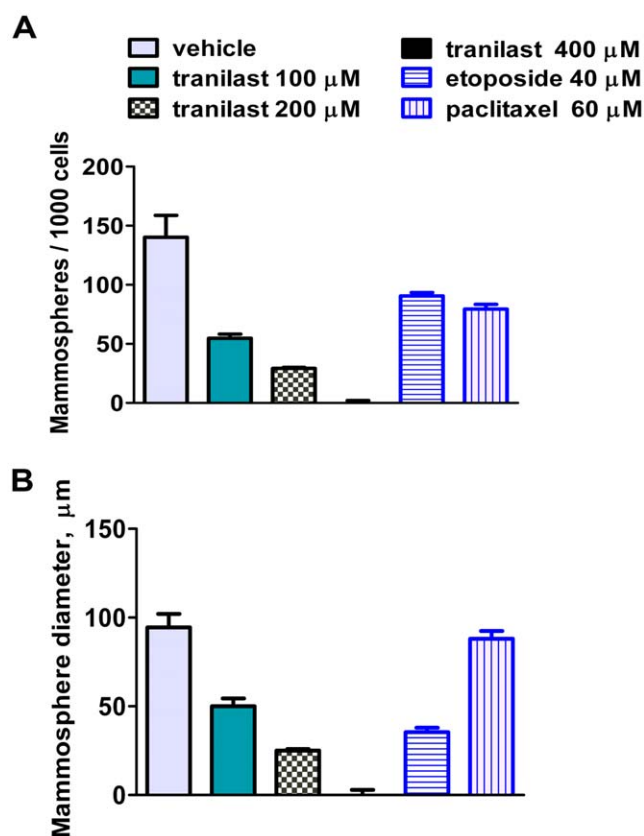 A
vehicle
tranilast 100 μM
tranilast 200 μM
tranilast 400 μM
etoposide 40 μM
paclitaxel 60 μM
Mammospheres / 1000 cells
200
150
100
50
0
B
Mammosphere diameter, μm
150
100
50
0